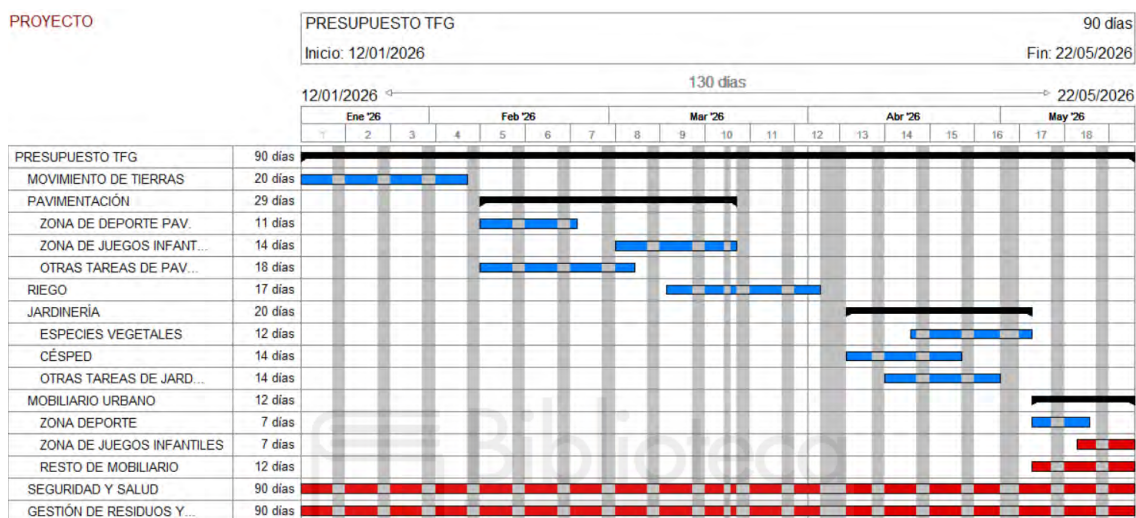 PROYECTO
PRESUPUESTO TFG 90 días
Inicio: 12/01/2026 Fin: 22/05/2026
130 días
12/01/2026 22/05/2026
Ene '26 Feb '26 Mar '26 Abr '26 May '26
2 3 4 5 6 7 8 9 10 11 12 13 14 15 16 17 18
PRESUPUESTO TFG 90 días
MOVIMIENTO DE TIERRAS 20 días
PAVIMENTACIÓN 29 días
ZONA DE DEPORTE PAV. 11 días
ZONA DE JUEGOS INFANT... 14 días
OTRAS TAREAS DE PAV... 18 días
RIEGO 17 días
JARDINERÍA 20 días
ESPECIES VEGETALES 12 días
CÉSPED 14 días
OTRAS TAREAS DE JARD... 14 días
MOBILIARIO URBANO 12 días
ZONA DEPORTE 7 días
ZONA DE JUEGOS INFANTILES 7 días
RESTO DE MOBILIARIO 12 días
SEGURIDAD Y SALUD 90 días
GESTIÓN DE RESIDUOS Y... 90 días
Biblioteca